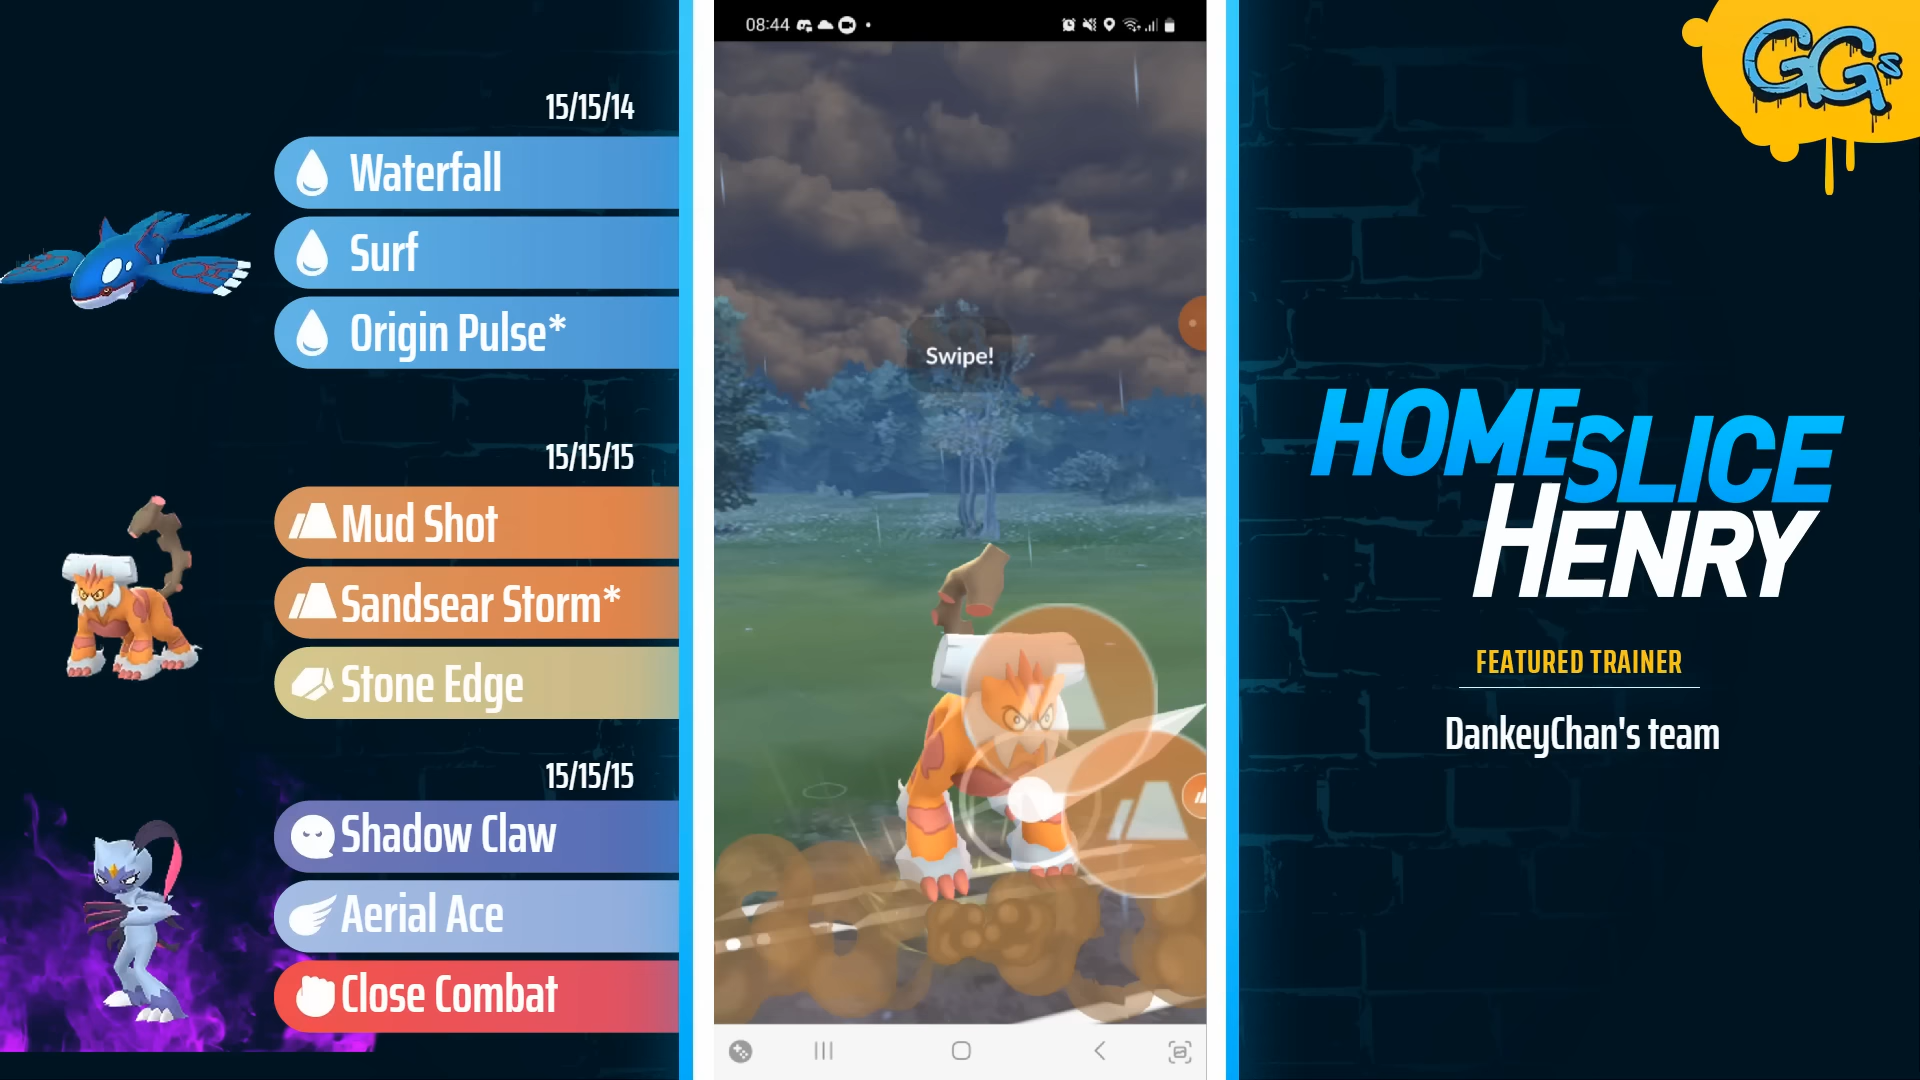 15/15/14
Waterfall
Surf
Origin Pulse*
15/15/15
Mud Shot
Sandsear Storm*
Stone Edge
15/15/15
Shadow Claw
Aerial Ace
Close Combat
08:44
Swipe!
GGs
HOMESLICE
HENRY
FEATURED TRAINER
DankeyChan's team